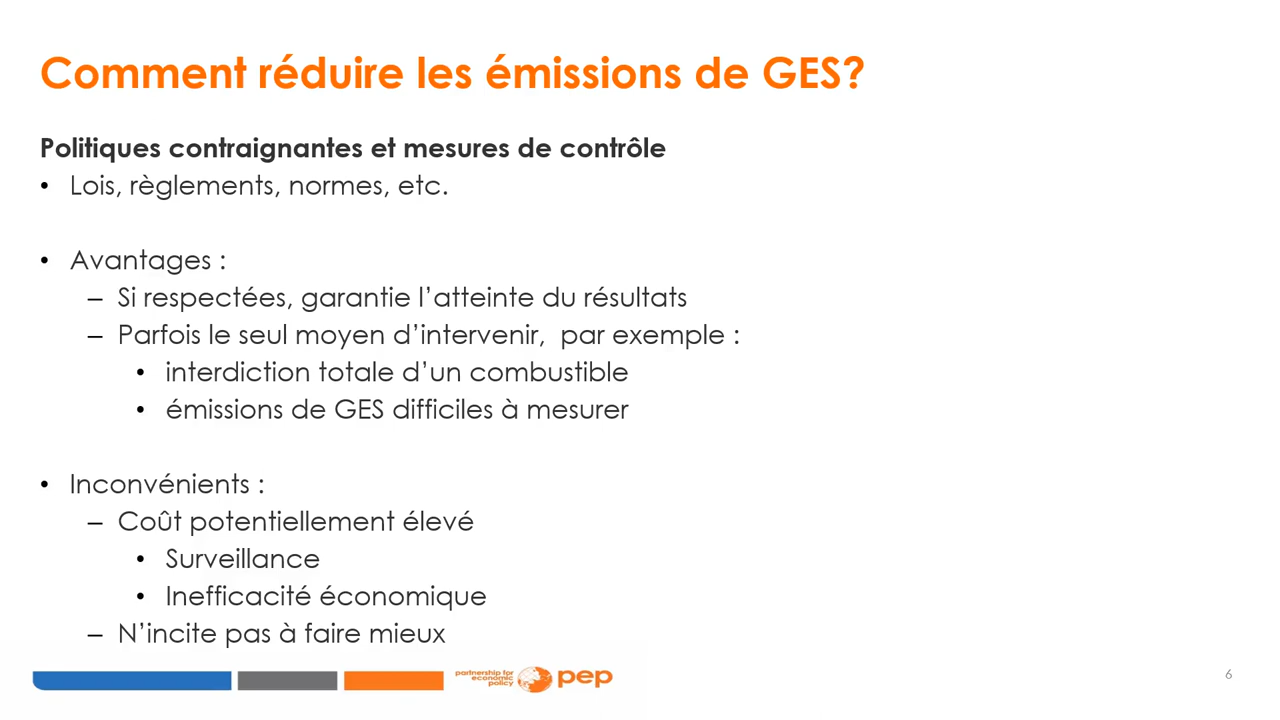 Comment réduire les émissions de GES?
Politiques contraignantes et mesures de contrôle
• Lois, règlements, normes, etc.
• Avantages :
– Si respectées, garantie l’atteinte du résultats
– Parfois le seul moyen d’intervenir,  par exemple :
• interdiction totale d’un combustible
• émissions de GES difficiles à mesurer
• Inconvénients :
– Coût potentiellement élevé
• Surveillance
• Inefficacité économique
– N’incite pas à faire mieux
partnership for
economic
policy
pep
6